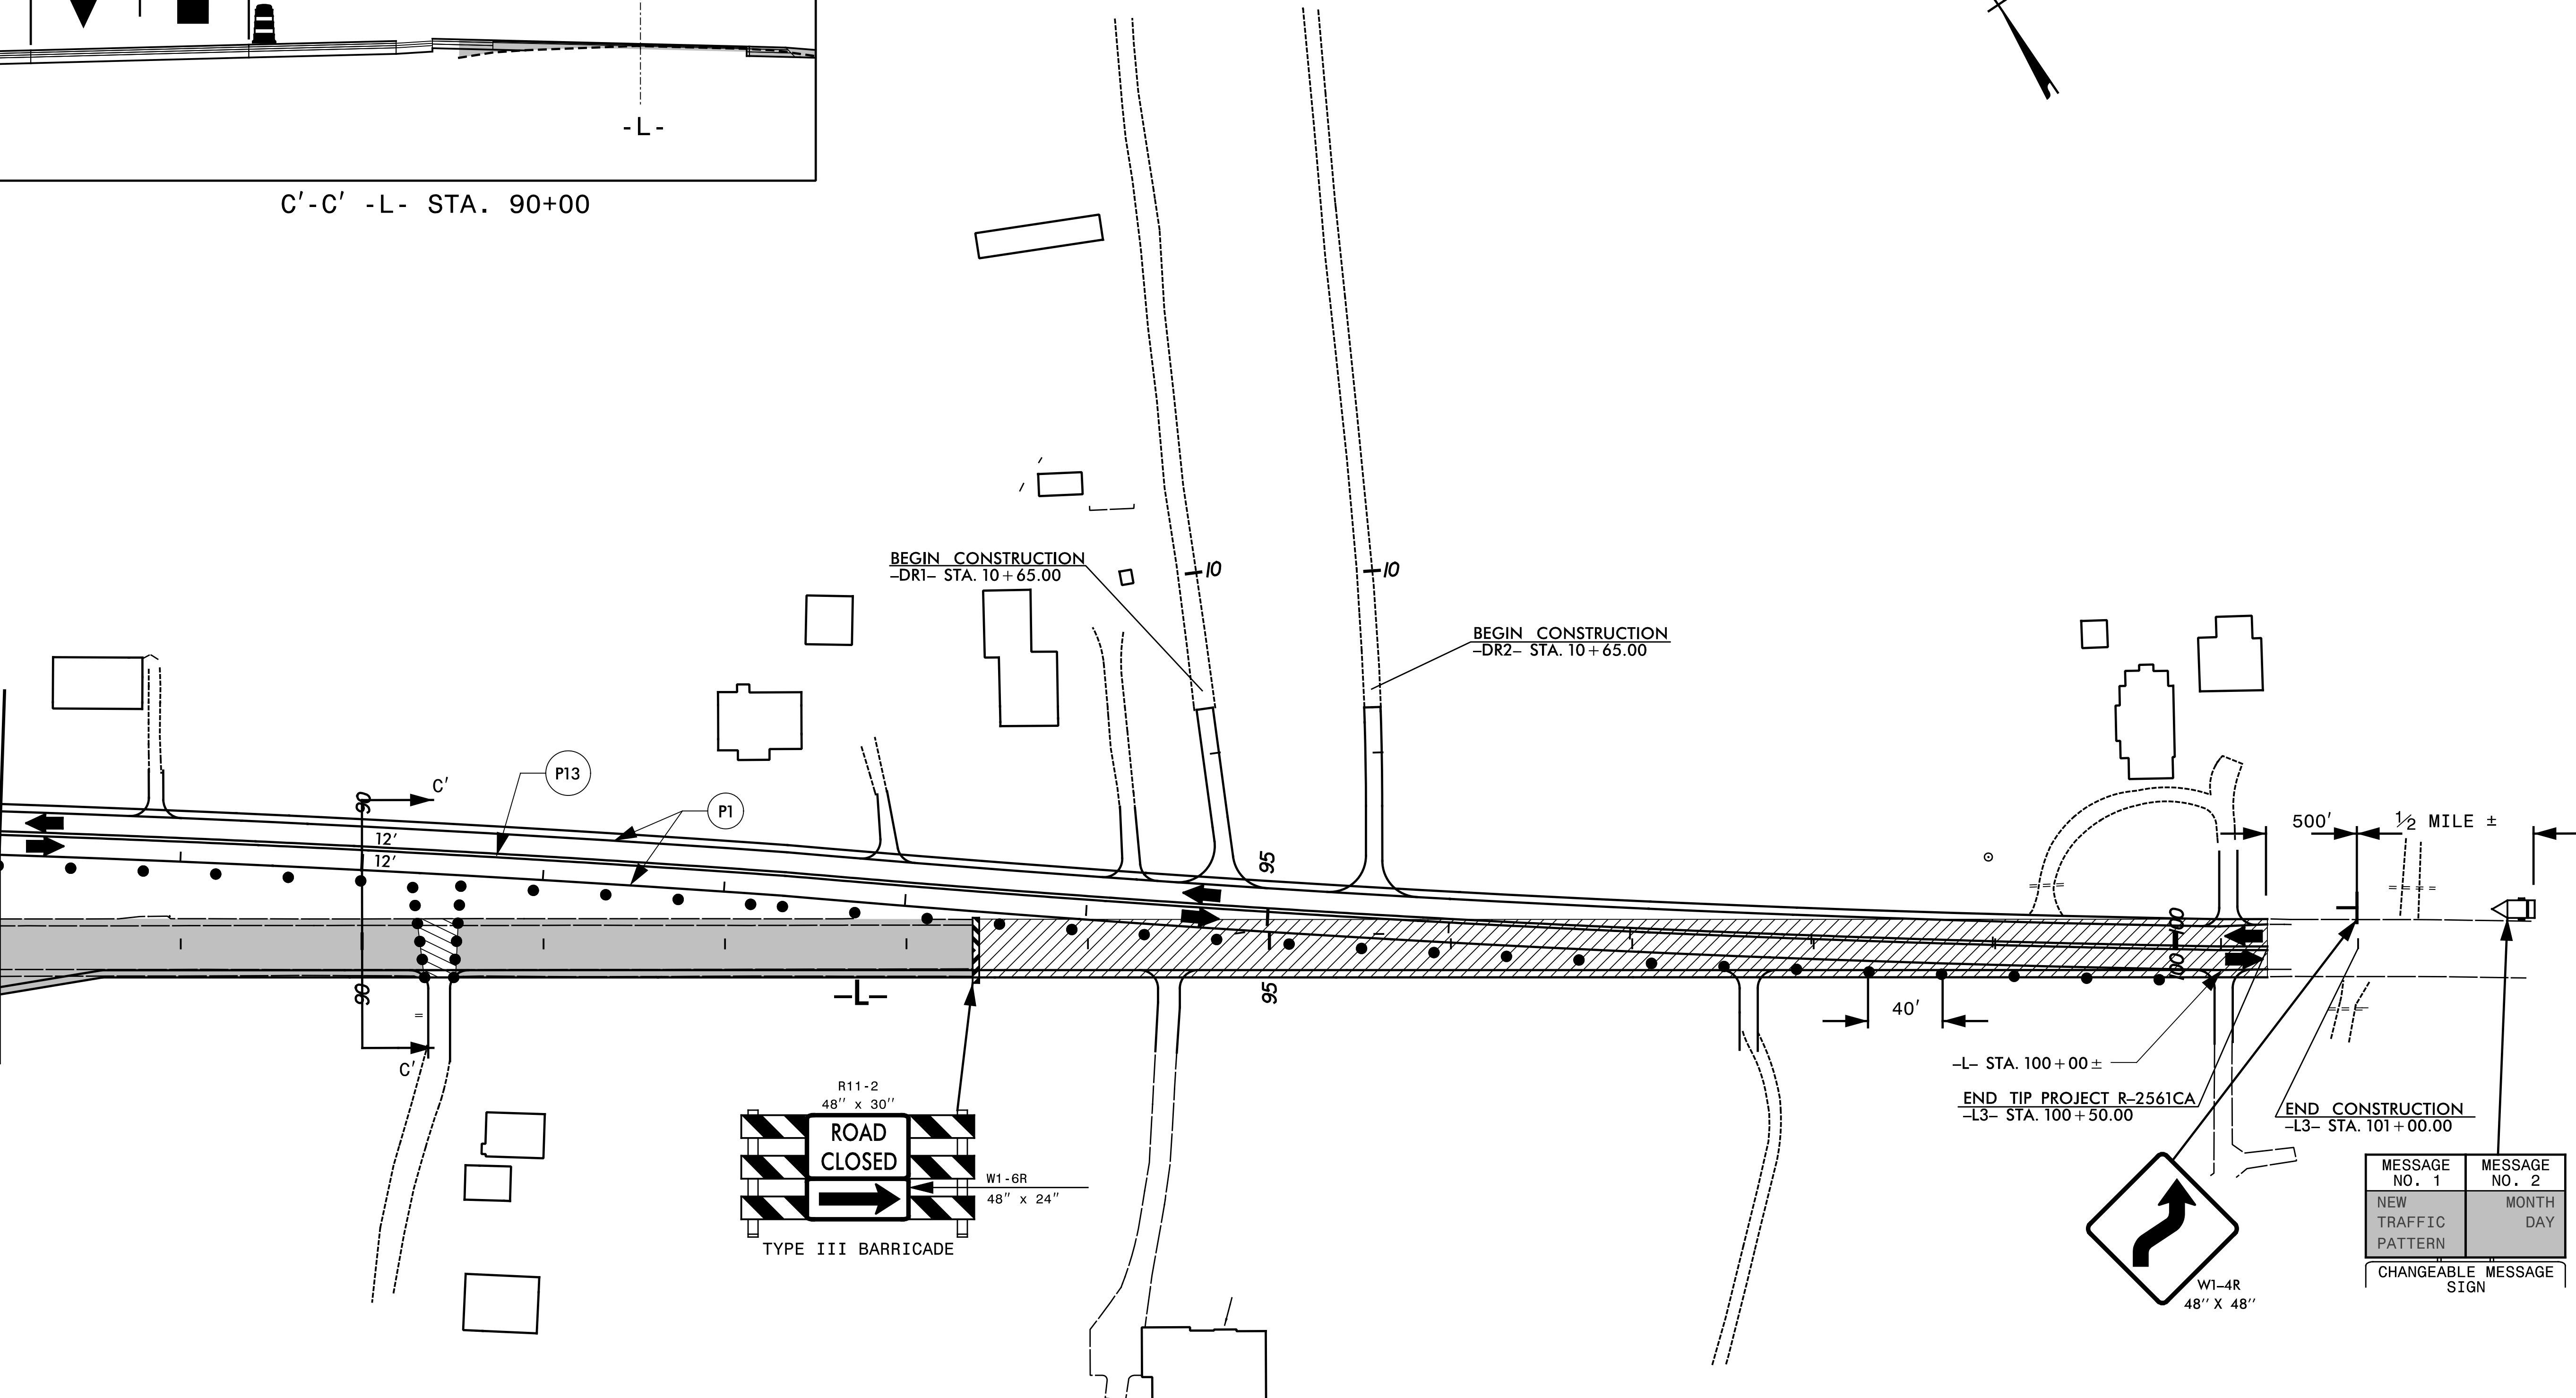 -L-
C'-C' -L- STA. 90+00
BEGIN CONSTRUCTION
-DR1- STA. 10+65.00
10
10
BEGIN CONSTRUCTION
-DR2- STA. 10+65.00
P13
P1
90
C'
12'
12'
95
500'
1/2 MILE ±
100
90
C'
-L-
95
100
40'
-L- STA. 100+00±
END TIP PROJECT R-2561CA
-L3- STA. 100+50.00
END CONSTRUCTION
-L3- STA. 101+00.00
R11-2
48" x 30"
ROAD
CLOSED
W1-6R
48" x 24"
TYPE III BARRICADE
W1-4R
48" X 48"
MESSAGE NO. 1
MESSAGE NO. 2
NEW
TRAFFIC
PATTERN
MONTH
DAY
CHANGEABLE MESSAGE
SIGN